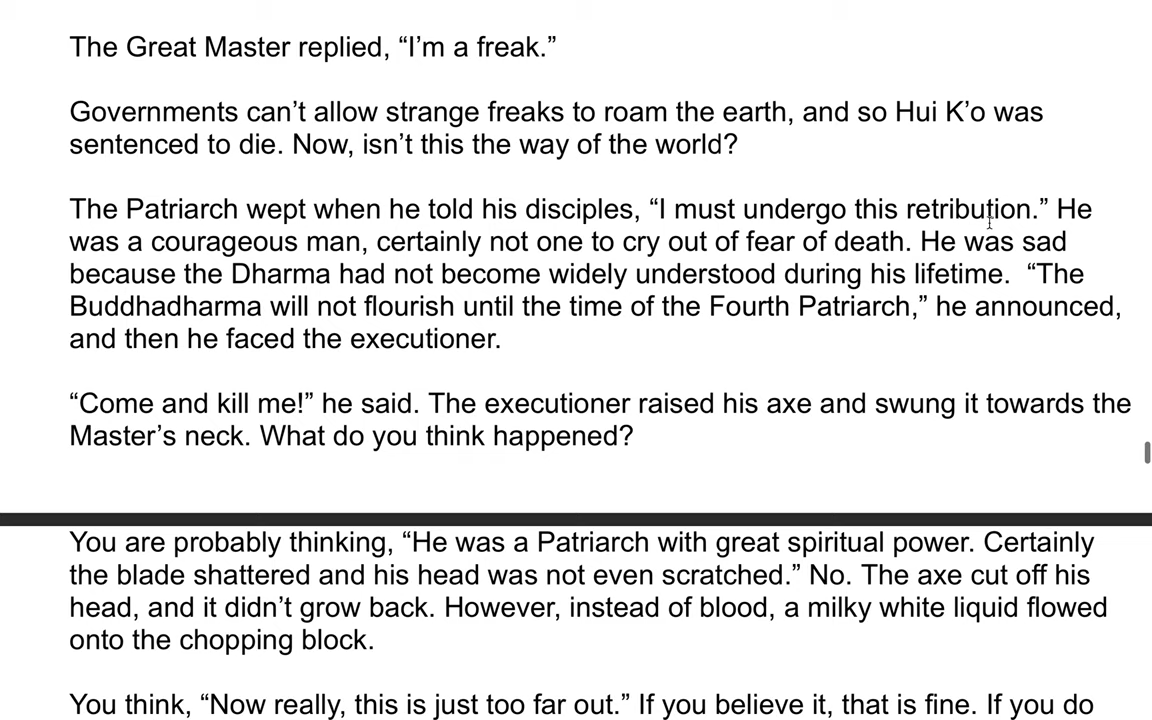 The Great Master replied, “I’m a freak.”
Governments can’t allow strange freaks to roam the earth, and so Hui K’o was
sentenced to die. Now, isn’t this the way of the world?
The Patriarch wept when he told his disciples, “I must undergo this retribution.” He
was a courageous man, certainly not one to cry out of fear of death. He was sad
because the Dharma had not become widely understood during his lifetime.  “The
Buddhadharma will not flourish until the time of the Fourth Patriarch,” he announced,
and then he faced the executioner.
“Come and kill me!” he said. The executioner raised his axe and swung it towards the
Master’s neck. What do you think happened?
You are probably thinking, “He was a Patriarch with great spiritual power. Certainly
the blade shattered and his head was not even scratched.” No. The axe cut off his
head, and it didn’t grow back. However, instead of blood, a milky white liquid flowed
onto the chopping block.
You think, “Now really, this is just too far out.” If you believe it, that is fine. If you do